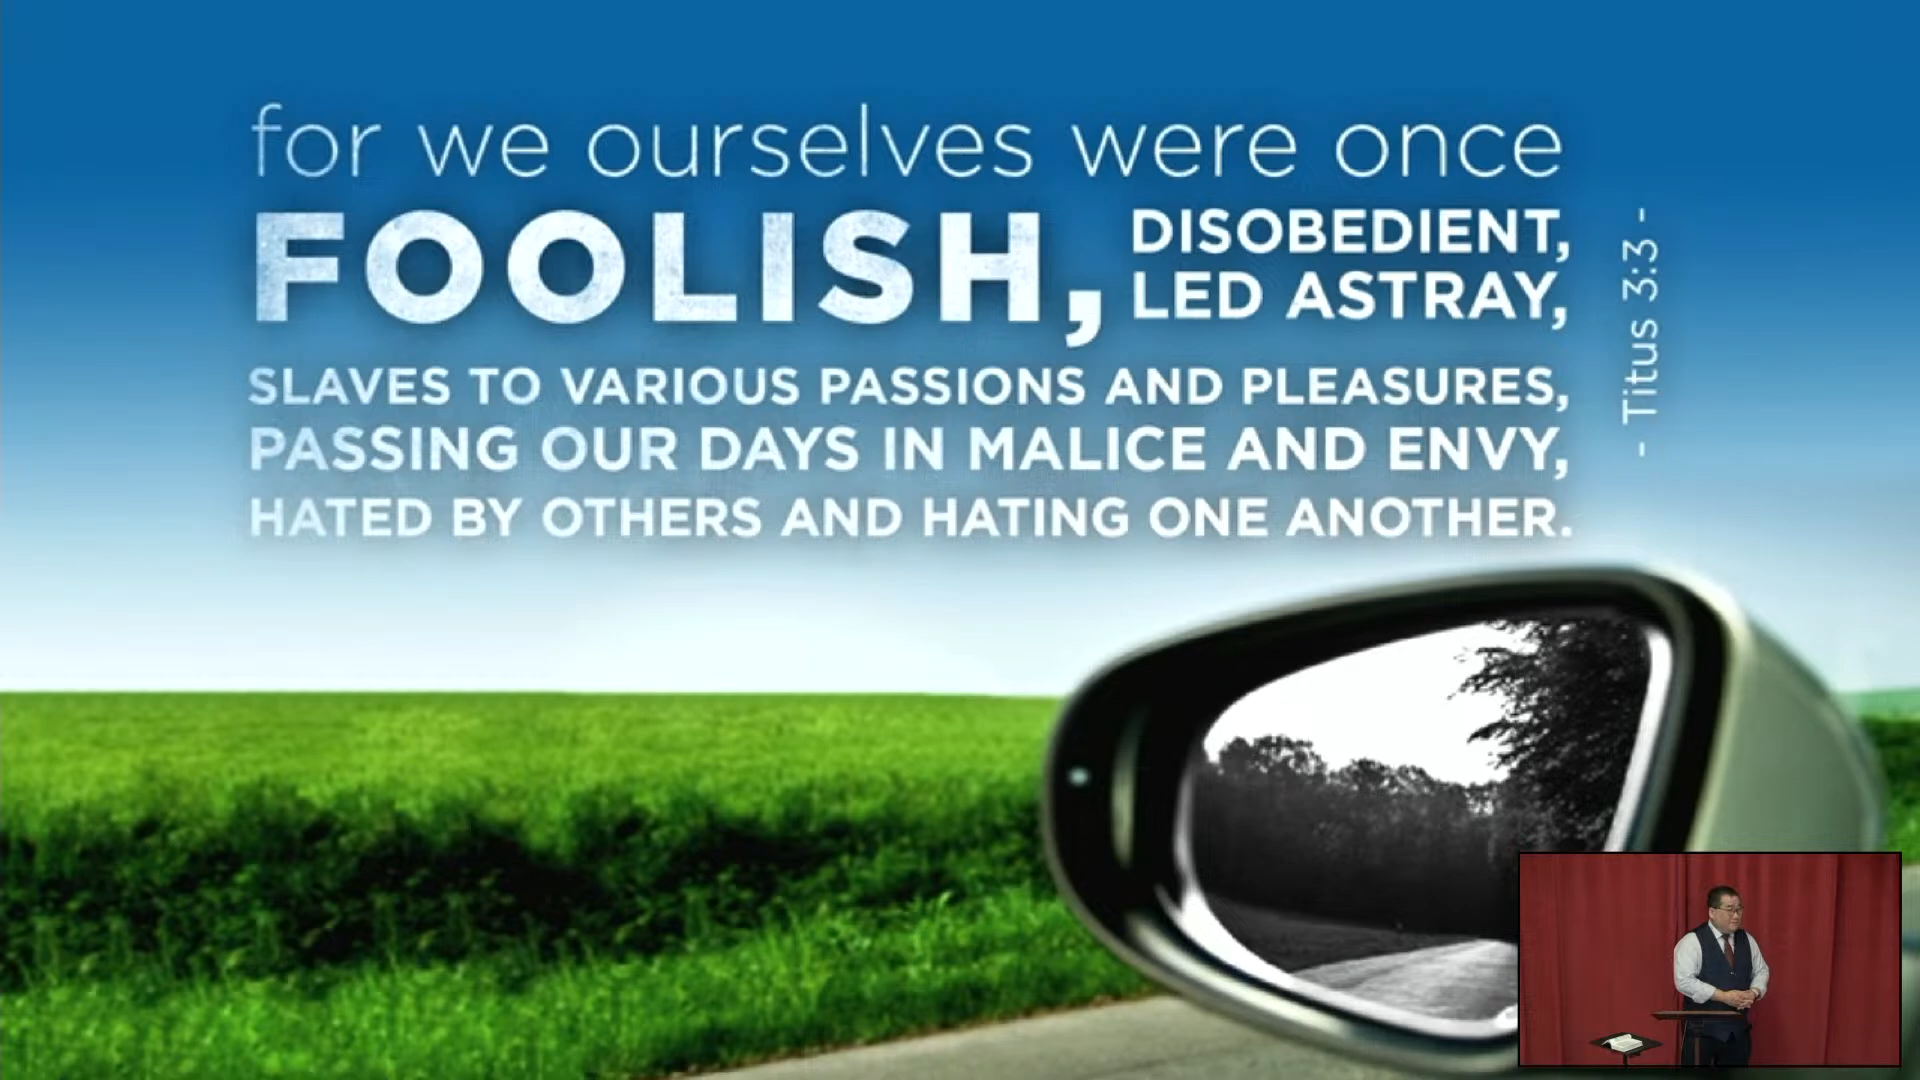 for we ourselves were once
FOOLISH, DISOBEDIENT,
LED ASTRAY,
SLAVES TO VARIOUS PASSIONS AND PLEASURES,
PASSING OUR DAYS IN MALICE AND ENVY,
HATED BY OTHERS AND HATING ONE ANOTHER.
- Titus 3:3 -